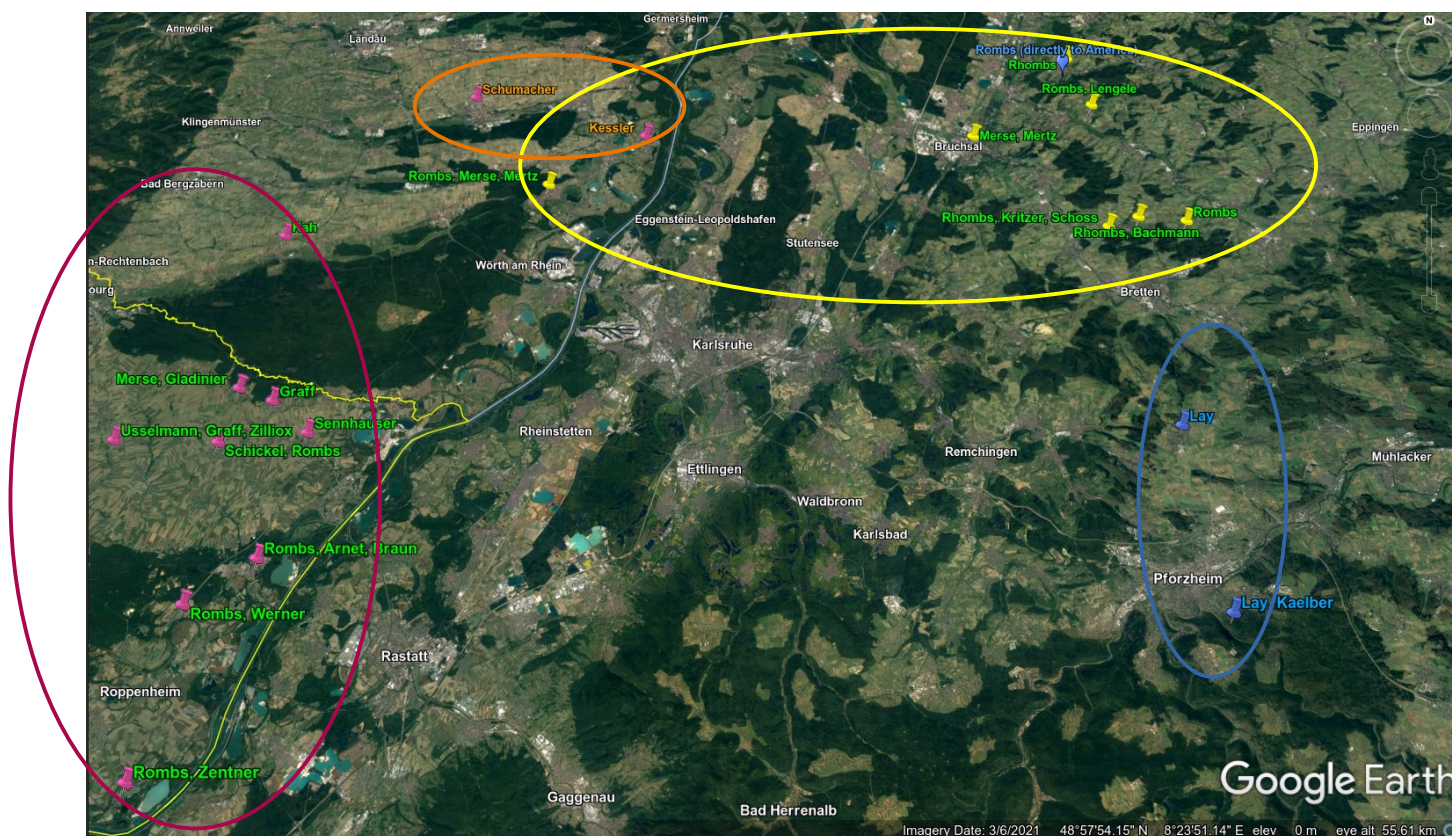 Germersheim
Annweiler
Landau
Rombs (directly to America)
Rhombs
Rombs, Lengele
Schumacher
Klingenmünster
Kessler
Eppingen
Merse, Mertz
Bruchsal
Rombs, Merse, Mertz
Bad Bergzabern
Eggenstein-Leopoldshafen
Rhombs, Kritzer, Schoss
Rombs
Rhombs, Bachmann
Kah
Stutensee
n-Rechtenbach
Wörth am Rhein
ourg
Bretten
Karlsruhe
Merse, Gladinier
Graff
Lay
Usselmann, Graff, Zilliox
Sennhauser
Schickel, Rombs
Rheinstetten
Remchingen
Mühlacker
Ettlingen
Waldbronn
Karlsbad
Rombs, Arnet, Braun
Pforzheim
Rombs, Werner
Lay, Kaelber
Rastatt
Roppenheim
Rombs, Zentner
Gaggenau
Bad Herrenalb
Google Earth
Imagery Date: 3/6/2021 48°57'54.15" N 8°23'51.14" E elev 0 m eye alt 55.61 km
N